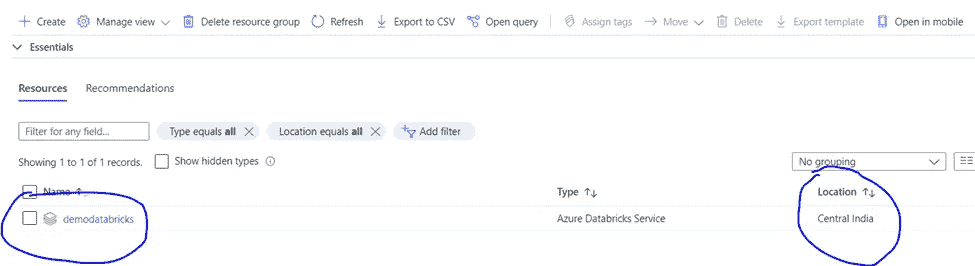 + Create Manage view Delete resource group Refresh Export to CSV Open query Assign tags Move Delete Export template Open in mobile
Essentials
Resources Recommendations
Filter for any field... Type equals all Location equals all Add filter
Showing 1 to 1 of 1 records. Show hidden types No grouping
Name ↑ Type ↑↓ Location ↑↓
demodatabricks Azure Databricks Service Central India